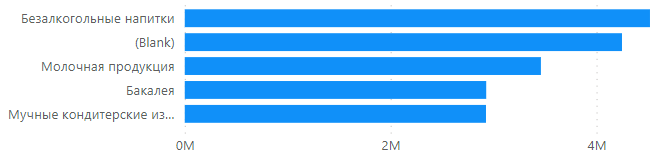 Безалкогольные напитки
(Blank)
Молочная продукция
Бакалея
Мучные кондитерские из...
0M 2M 4M